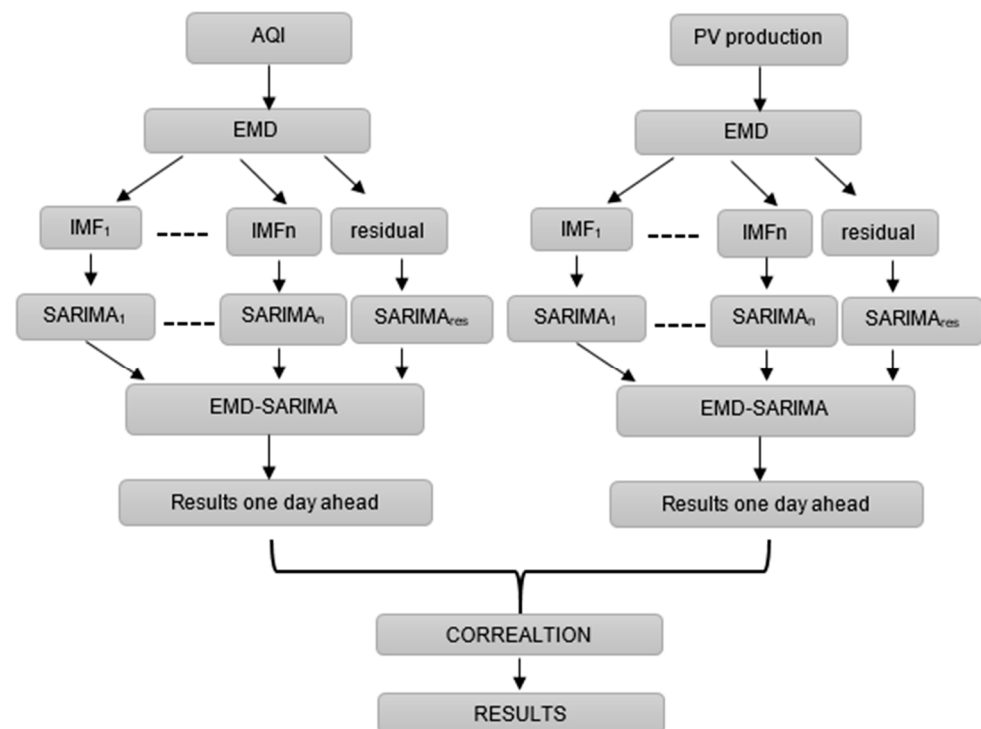 AQI
PV production
EMD
EMD
IMF₁
IMFn
residual
IMF₁
IMFn
residual
SARIMA₁
SARIMAₙ
SARIMAᵣₑₛ
SARIMA₁
SARIMAₙ
SARIMAᵣₑₛ
EMD-SARIMA
EMD-SARIMA
Results one day ahead
Results one day ahead
CORREALTION
RESULTS